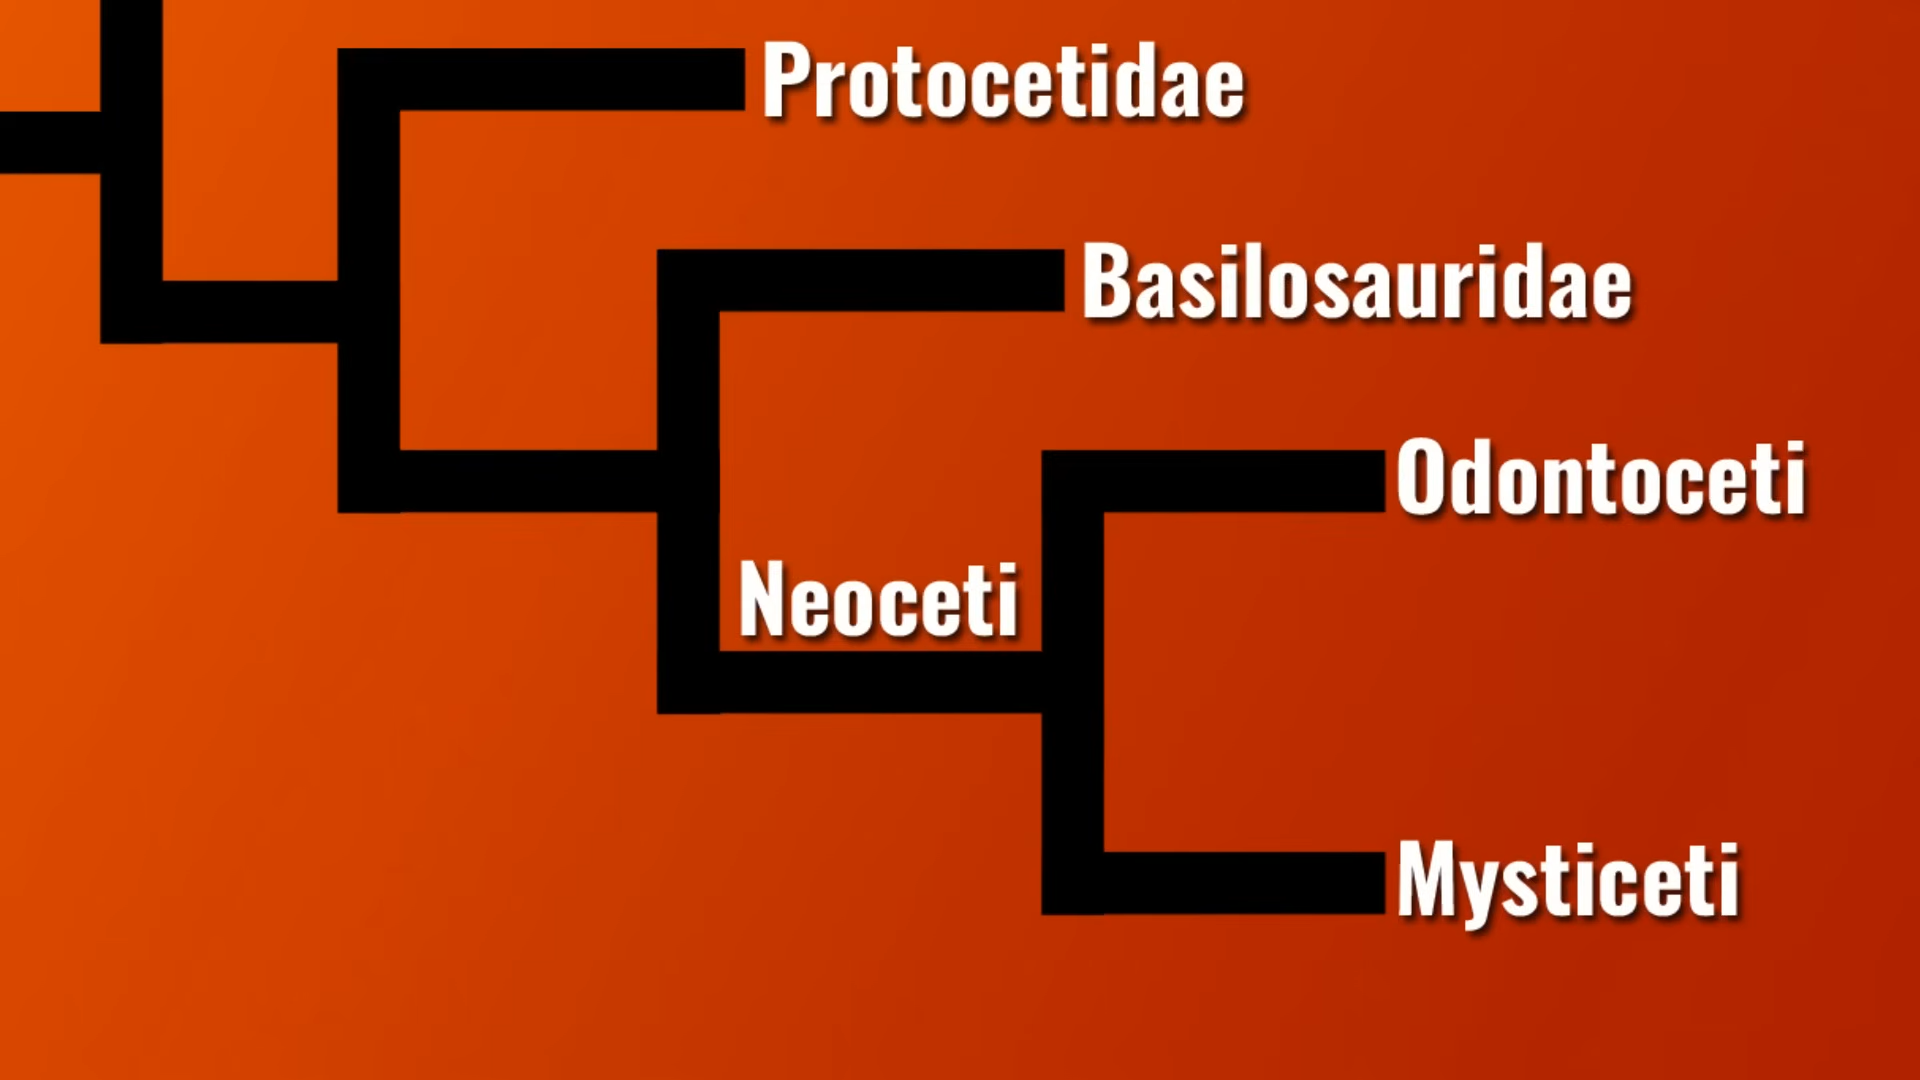 Protocetidae
Basilosauridae
Odontoceti
Neoceti
Mysticeti